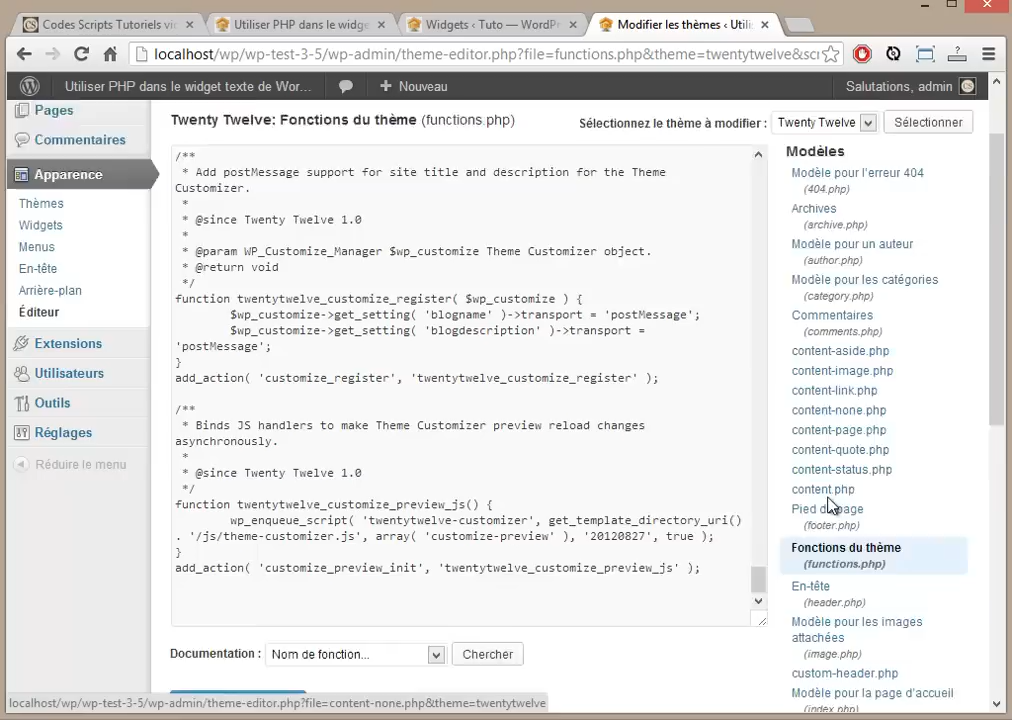 Codes Scripts Tutoriels vi
Utiliser PHP dans le widge
Widgets ‹ Tuto — WordPr
Modifier les thèmes ‹ Utili
localhost/wp/wp-test-3-5/wp-admin/theme-editor.php?file=functions.php&theme=twentytwelve&scr
Utiliser PHP dans le widget texte de Wor...
Nouveau
Salutations, admin
Pages
Commentaires
Apparence
Thèmes
Widgets
Menus
En-tête
Arrière-plan
Éditeur
Extensions
Utilisateurs
Outils
Réglages
Réduire le menu
Twenty Twelve: Fonctions du thème (functions.php)
Sélectionnez le thème à modifier : Twenty Twelve Sélectionner
/**
* Add postMessage support for site title and description for the Theme
Customizer.
*
* @since Twenty Twelve 1.0
*
* @param WP_Customize_Manager $wp_customize Theme Customizer object.
* @return void
*/
function twentytwelve_customize_register( $wp_customize ) {
$wp_customize->get_setting( 'blogname' )->transport = 'postMessage';
$wp_customize->get_setting( 'blogdescription' )->transport =
'postMessage';
}
add_action( 'customize_register', 'twentytwelve_customize_register' );
/**
* Binds JS handlers to make Theme Customizer preview reload changes
asynchronously.
*
* @since Twenty Twelve 1.0
*/
function twentytwelve_customize_preview_js() {
wp_enqueue_script( 'twentytwelve-customizer', get_template_directory_uri()
. '/js/theme-customizer.js', array( 'customize-preview' ), '20120827', true );
}
add_action( 'customize_preview_init', 'twentytwelve_customize_preview_js' );
Documentation : Nom de fonction... Chercher
Modèles
Modèle pour l'erreur 404
(404.php)
Archives
(archive.php)
Modèle pour un auteur
(author.php)
Modèle pour les catégories
(category.php)
Commentaires
(comments.php)
content-aside.php
content-image.php
content-link.php
content-none.php
content-page.php
content-quote.php
content-status.php
content.php
Pied de page
(footer.php)
Fonctions du thème
(functions.php)
En-tête
(header.php)
Modèle pour les images
attachées
(image.php)
custom-header.php
Modèle pour la page d'accueil
(index.php)
localhost/wp/wp-test-3-5/wp-admin/theme-editor.php?file=content-none.php&theme=twentytwelve